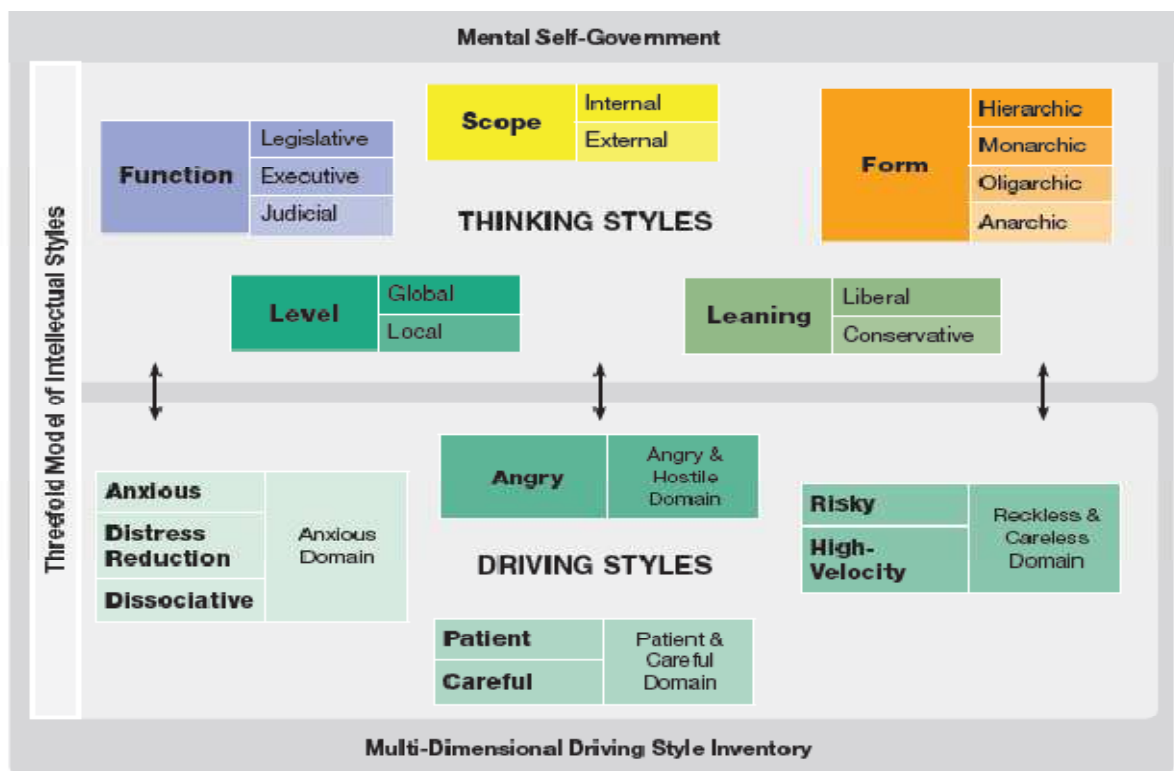 Mental Self-Government
Threefold Model of Intellectual Styles
Function
Legislative
Executive
Judicial
Scope
Internal
External
Form
Hierarchic
Monarchic
Oligarchic
Anarchic
THINKING STYLES
Level
Global
Local
Leaning
Liberal
Conservative
Anxious
Distress
Reduction
Dissociative
Anxious
Domain
Angry
Angry &
Hostile
Domain
Risky
High-
Velocity
Reckless &
Careless
Domain
DRIVING STYLES
Patient
Careful
Patient &
Careful
Domain
Multi-Dimensional Driving Style Inventory